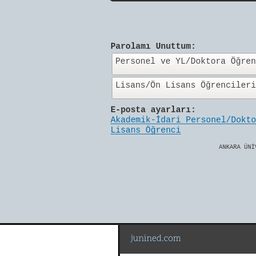 Parolamı Unuttum:
Personel ve YL/Doktora Öğren
Lisans/Ön Lisans Öğrencileri
E-posta ayarları:
Akademik-İdari Personel/Dokto
Lisans Öğrenci
ANKARA ÜNİV
junined.com